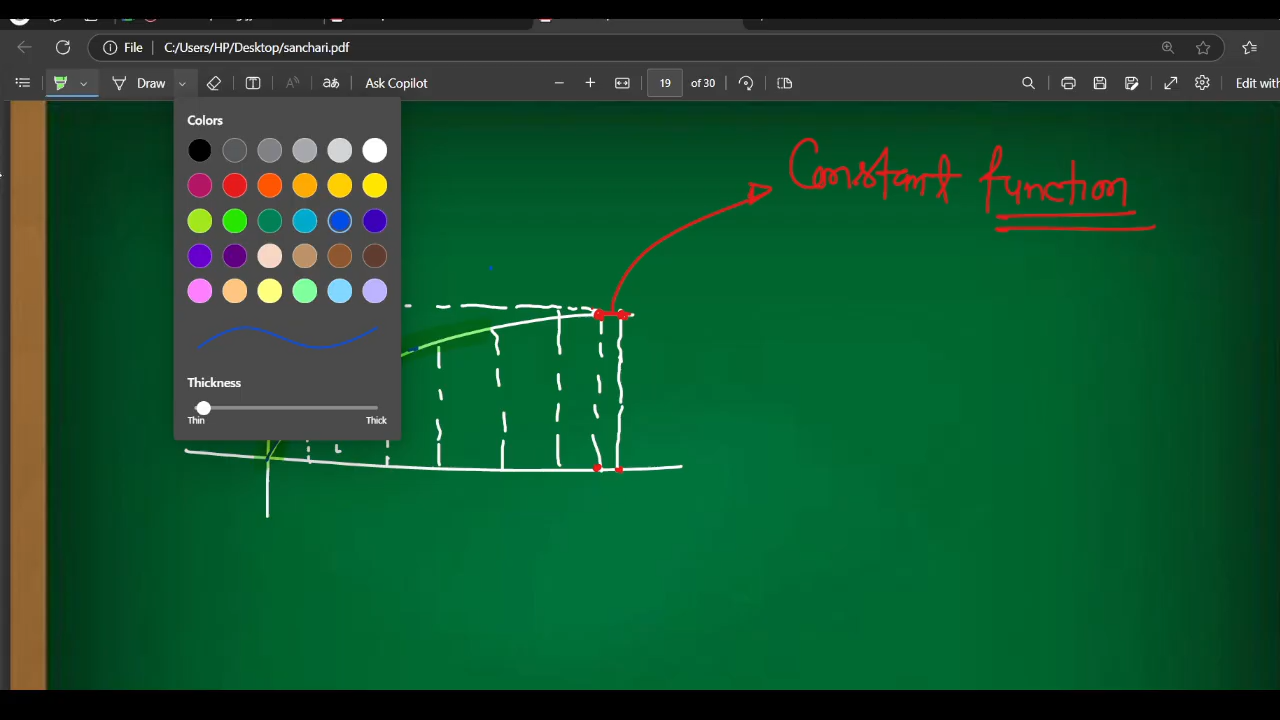 File C:/Users/HP/Desktop/sanchari.pdf
Draw Ask Copilot 19 of 30 Edit with
Colors
Thickness
Thin Thick
Constant function